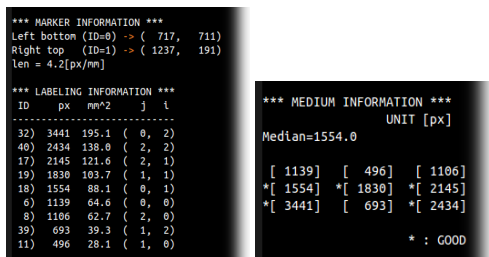 *** MARKER INFORMATION ***
Left bottom (ID=0) -> (  717,   711)
Right top   (ID=1) -> ( 1237,   191)
len = 4.2[px/mm]
*** LABELING INFORMATION ***
ID    px   mm^2     j   i
-----------------------------
32)  3441  195.1 (  0,  2)
40)  2434  138.0 (  2,  2)
17)  2145  121.6 (  2,  1)
19)  1830  103.7 (  1,  1)
18)  1554   88.1 (  0,  1)
6)  1139   64.6 (  0,  0)
8)  1106   62.7 (  2,  0)
39)   693   39.3 (  1,  2)
11)   496   28.1 (  1,  0)
*** MEDIUM INFORMATION ***
UNIT [px]
Median=1554.0
[ 1139]   [  496]   [ 1106]
*[ 1554]  *[ 1830]  *[ 2145]
*[ 3441]   [  693]  *[ 2434]
* : GOOD